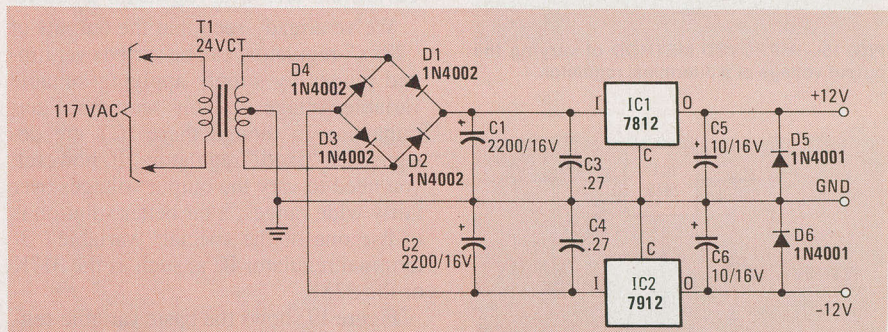 T1
24VCT
117 VAC
D4
1N4002
D1
1N4002
D3
1N4002
D2
1N4002
+
C1
2200/16V
C3
.27
I
IC1
7812
O
C
+
C5
10/16V
D5
1N4001
+12V
GND
+
C2
2200/16V
C4
.27
I
IC2
7912
O
C
+
C6
10/16V
D6
1N4001
-12V